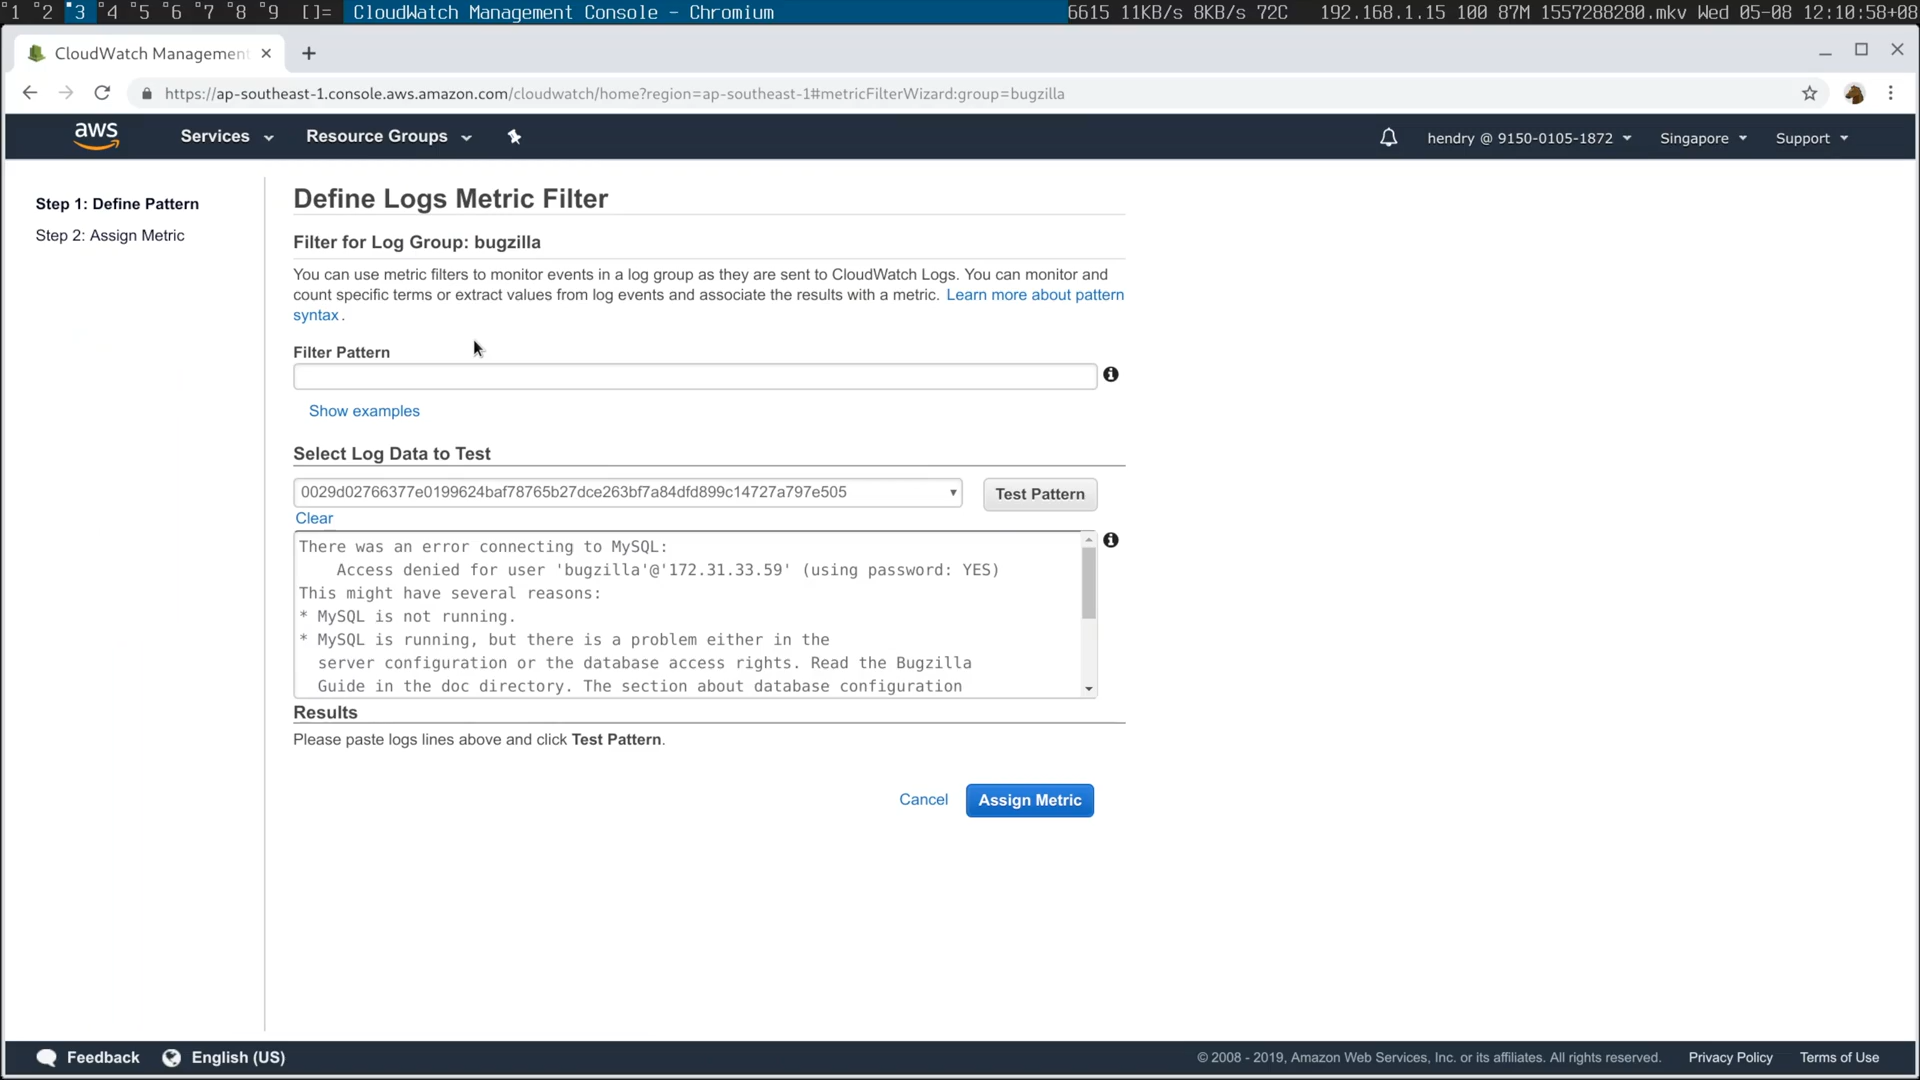 1 2 3 4 5 6 7 8 9 []= CloudWatch Management Console - Chromium 6615 11KB/s 8KB/s 72C 192.168.1.15 100 87M 1557288280.mkv Wed 05-08 12:10:58+08
CloudWatch Management
https://ap-southeast-1.console.aws.amazon.com/cloudwatch/home?region=ap-southeast-1#metricFilterWizard:group=bugzilla
aws Services Resource Groups hendry @ 9150-0105-1872 Singapore Support
Step 1: Define Pattern
Step 2: Assign Metric
Define Logs Metric Filter
Filter for Log Group: bugzilla
You can use metric filters to monitor events in a log group as they are sent to CloudWatch Logs. You can monitor and
count specific terms or extract values from log events and associate the results with a metric. Learn more about pattern
syntax .
Filter Pattern
Show examples
Select Log Data to Test
0029d02766377e0199624baf78765b27dce263bf7a84dfd899c14727a797e505
Test Pattern
Clear
There was an error connecting to MySQL:
Access denied for user 'bugzilla'@'172.31.33.59' (using password: YES)
This might have several reasons:
* MySQL is not running.
* MySQL is running, but there is a problem either in the
server configuration or the database access rights. Read the Bugzilla
Guide in the doc directory. The section about database configuration
Results
Please paste logs lines above and click Test Pattern.
Cancel Assign Metric
Feedback English (US) © 2008 - 2019, Amazon Web Services, Inc. or its affiliates. All rights reserved. Privacy Policy Terms of Use